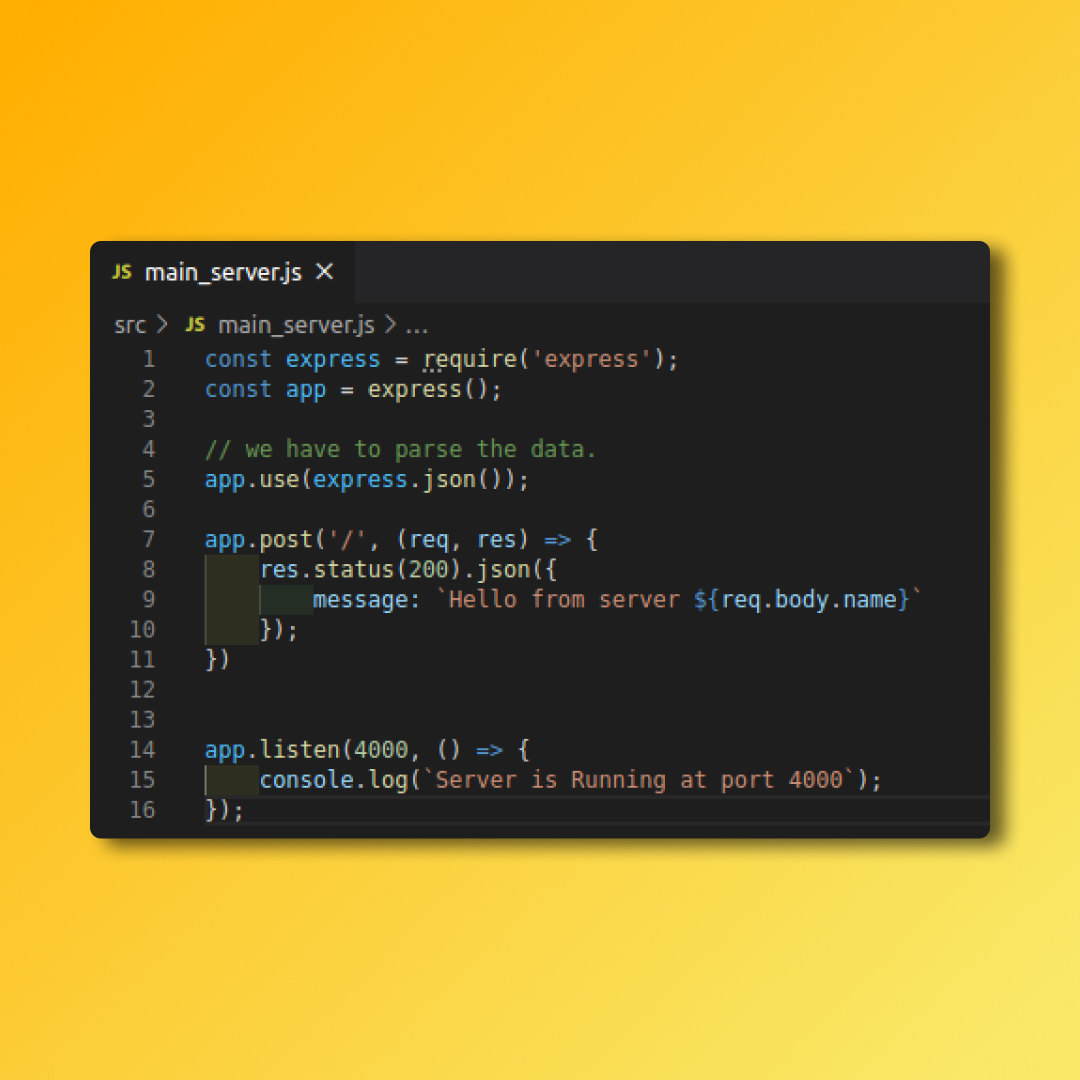 JS main_server.js ×
src > JS main_server.js > ...
1 const express = require('express');
2 const app = express();
3
4 // we have to parse the data.
5 app.use(express.json());
6
7 app.post('/', (req, res) => {
8     res.status(200).json({
9         message: `Hello from server ${req.body.name}`
10     });
11 })
12
13
14 app.listen(4000, () => {
15     console.log(`Server is Running at port 4000`);
16 });